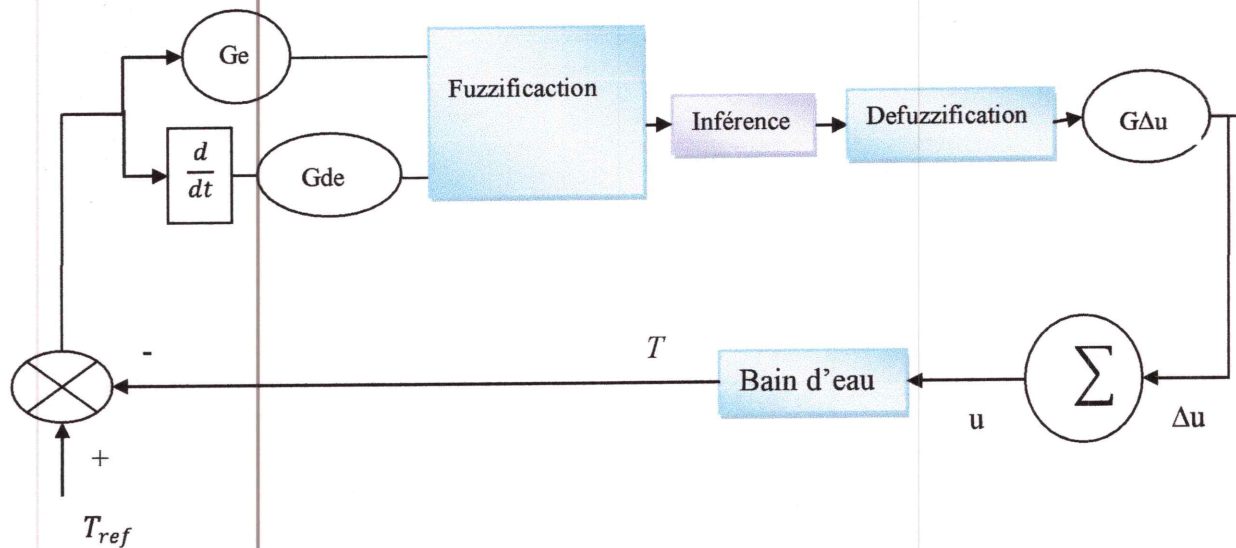 Ge
Fuzzificaction
Inférence
Defuzzification
GΔu
d
dt
Gde
-
T
Bain d'eau
∑
u
Δu
+
T_ref